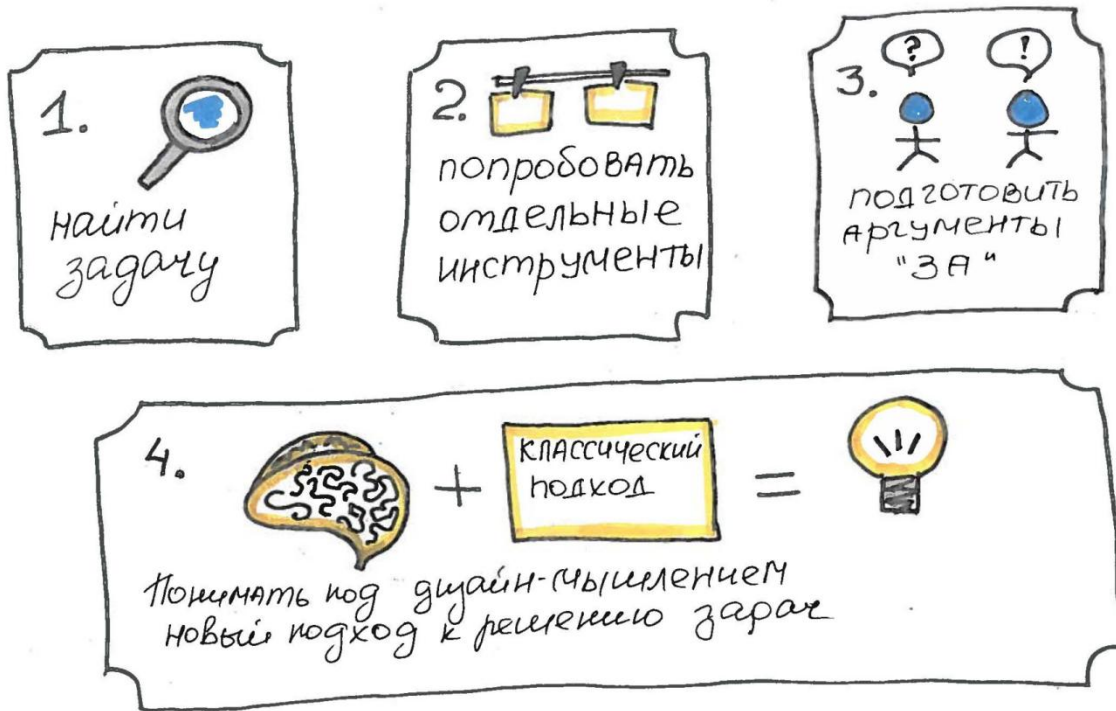 1.
найти
задачу
2.
попробовать
отдельные
инструменты
?
!
3.
подготовить
аргументы
"ЗА"
4.
+
классический
подход
=
Понимать под дизайн-мышлением
новый подход к решению задач